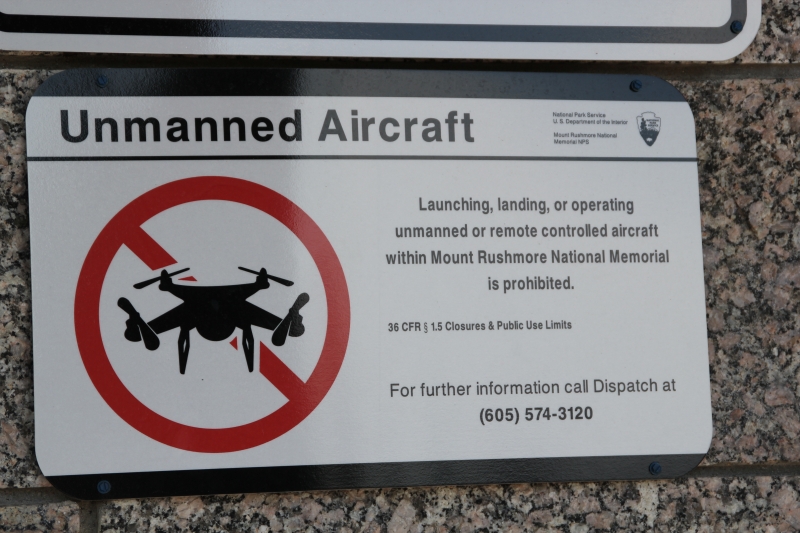 Unmanned Aircraft
National Park Service
U. S. Department of the Interior
Mount Rushmore National
Memorial NPS
Launching, landing, or operating
unmanned or remote controlled aircraft
within Mount Rushmore National Memorial
is prohibited.
36 CFR § 1.5 Closures & Public Use Limits
For further information call Dispatch at
(605) 574-3120